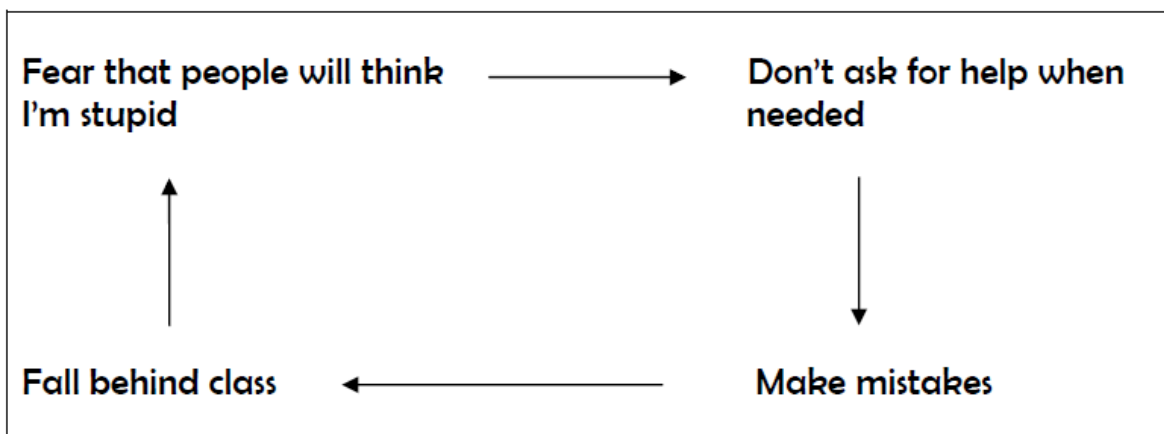 Fear that people will think
I'm stupid
Don't ask for help when
needed
Fall behind class
Make mistakes